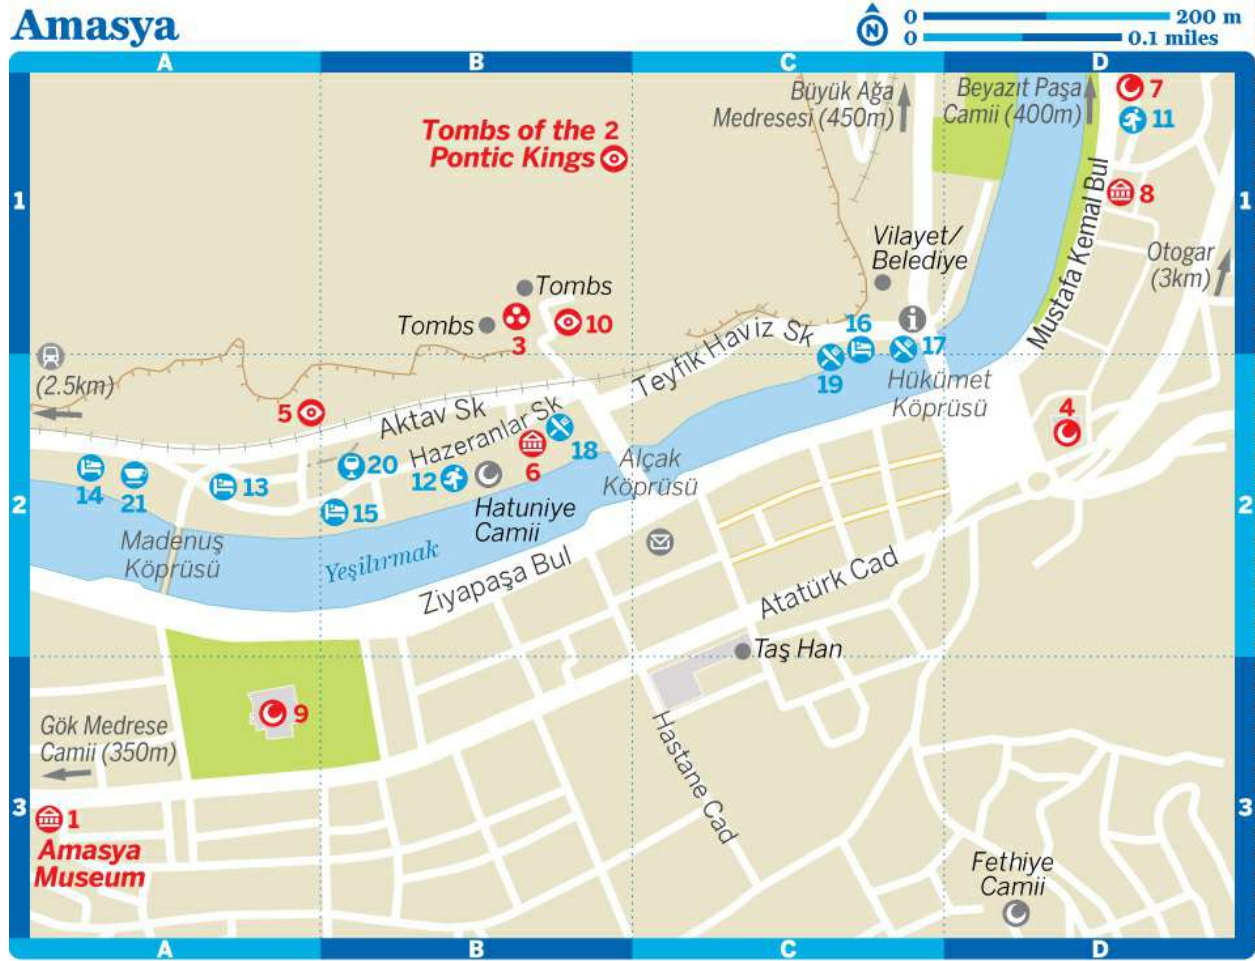 Amasya
N
0 200 m
0 0.1 miles
A B C D
Büyük Ağa
Medresesi (450m)
Beyazıt Paşa
Camii (400m)
7
11
Tombs of the 2
Pontic Kings
1
1
8
Mustafa Kemal Bul
Vilayet/
Belediye
Otogar
(3km)
Tombs
Tombs
3
10
i
16
17
19
Teyfik Haviz Sk
Hükümet
Köprüsü
(2.5km)
5
Aktav Sk
Hazeranlar Sk
4
18
20
12
6
Alçak
Köprüsü
14
21
13
15
2
2
Hatuniye
Camii
Madenuş
Köprüsü
Yeşilırmak
Ziyapaşa Bul
Atatürk Cad
Taş Han
9
Gök Medrese
Camii (350m)
Hastane Cad
3
3
1
Amasya
Museum
Fethiye
Camii
A B C D